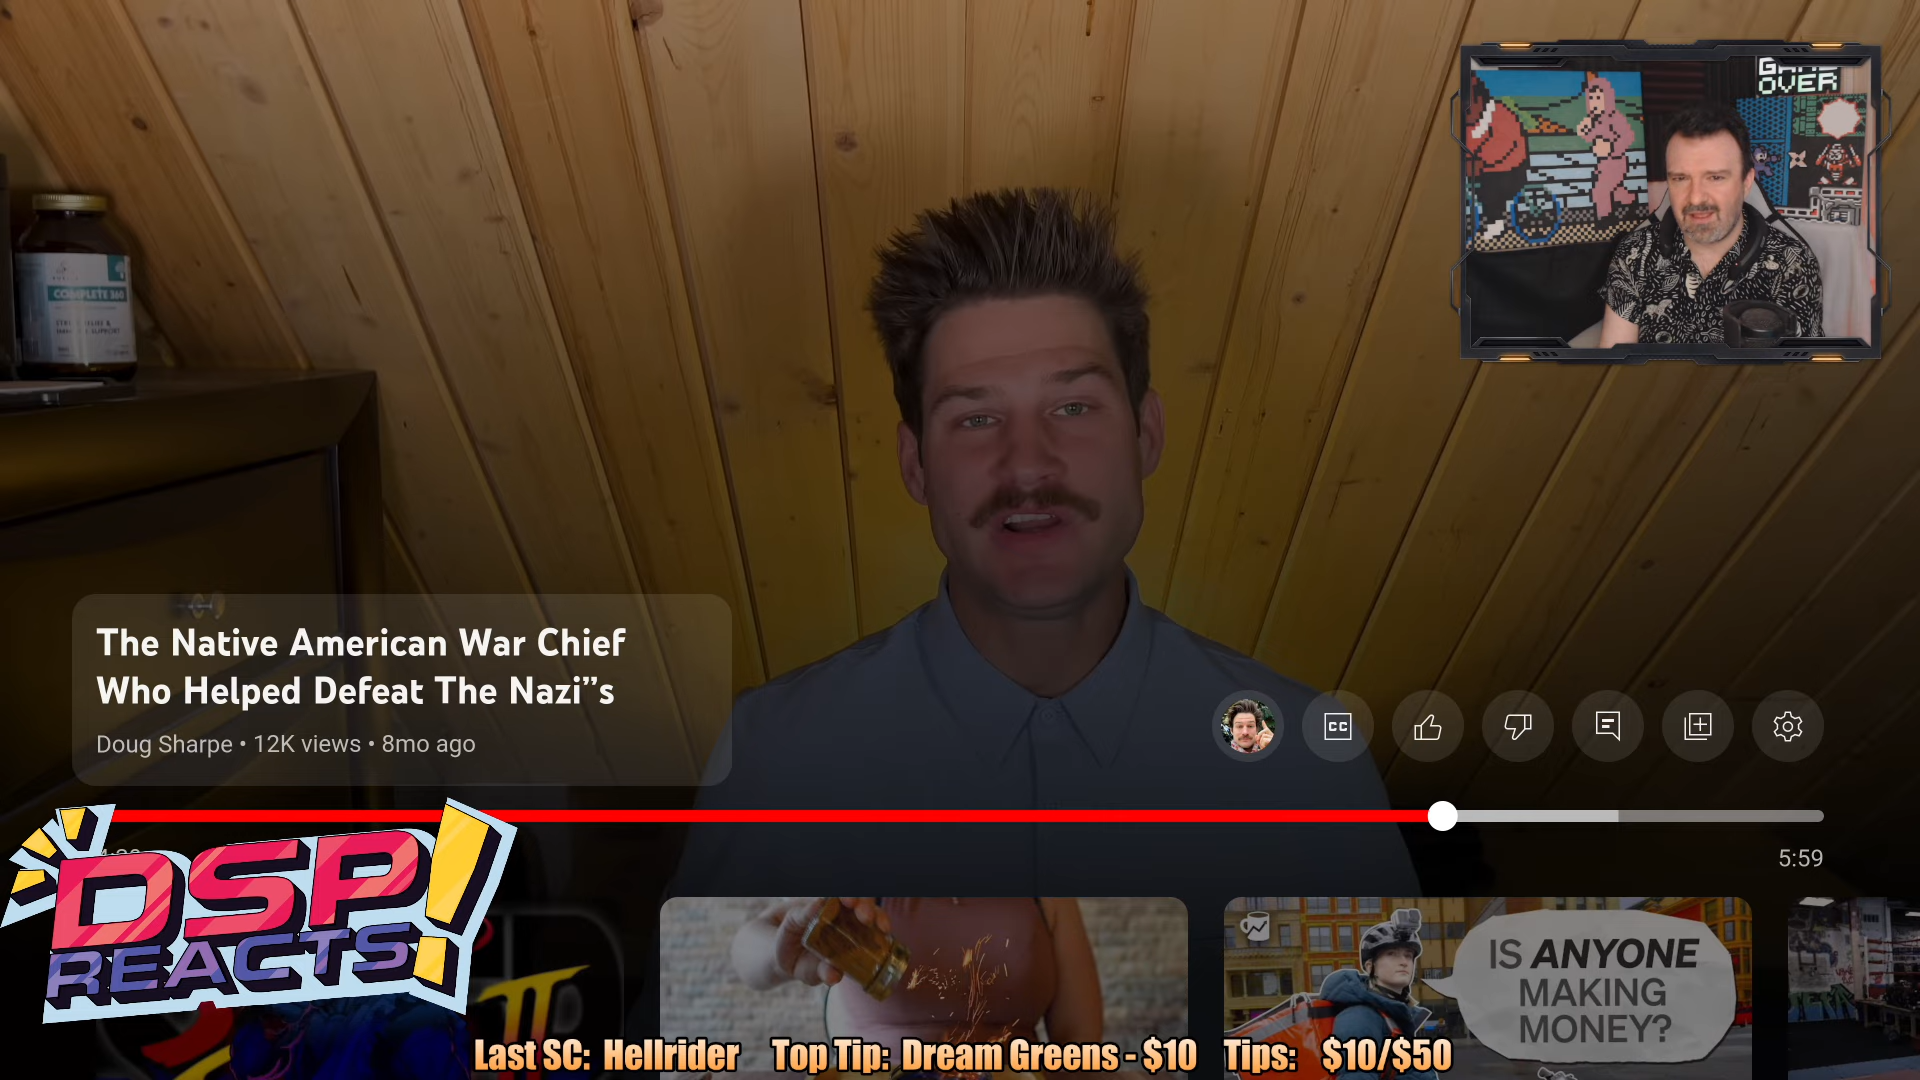 GAME
OVER
COMPLETE 360
The Native American War Chief
Who Helped Defeat The Nazi”s
Doug Sharpe • 12K views • 8mo ago
CC
5:59
DSP
REACTS!
IS ANYONE
MAKING
MONEY?
Last SC: Hellrider Top Tip: Dream Greens - $10 Tips: $10/$50